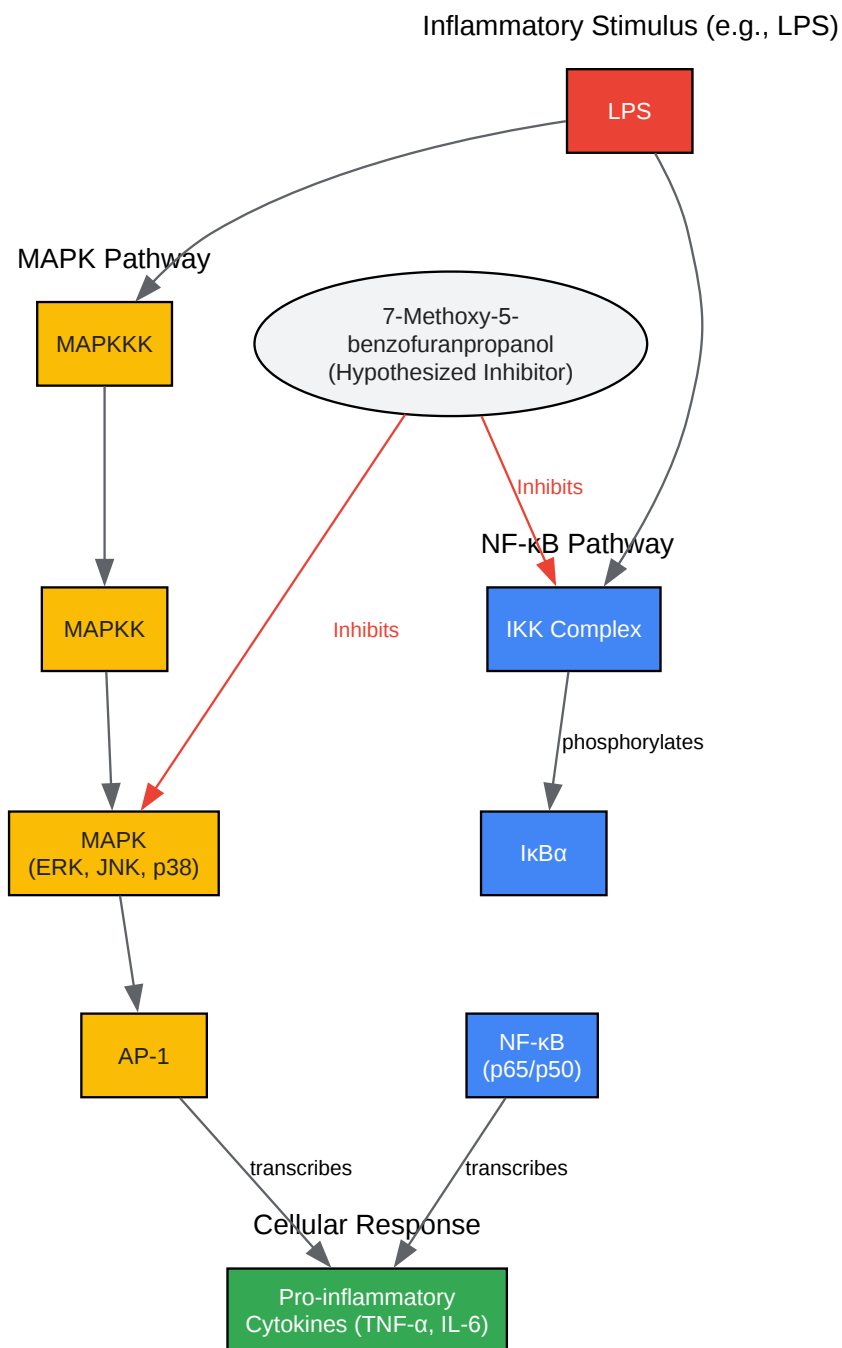 Inflammatory Stimulus (e.g., LPS)
LPS
MAPK Pathway
MAPKKK
7-Methoxy-5-
benzofuranpropanol
(Hypothesized Inhibitor)
Inhibits
NF-κB Pathway
MAPKK
Inhibits
IKK Complex
phosphorylates
MAPK
(ERK, JNK, p38)
IκBα
AP-1
NF-κB
(p65/p50)
transcribes
transcribes
Cellular Response
Pro-inflammatory
Cytokines (TNF-α, IL-6)